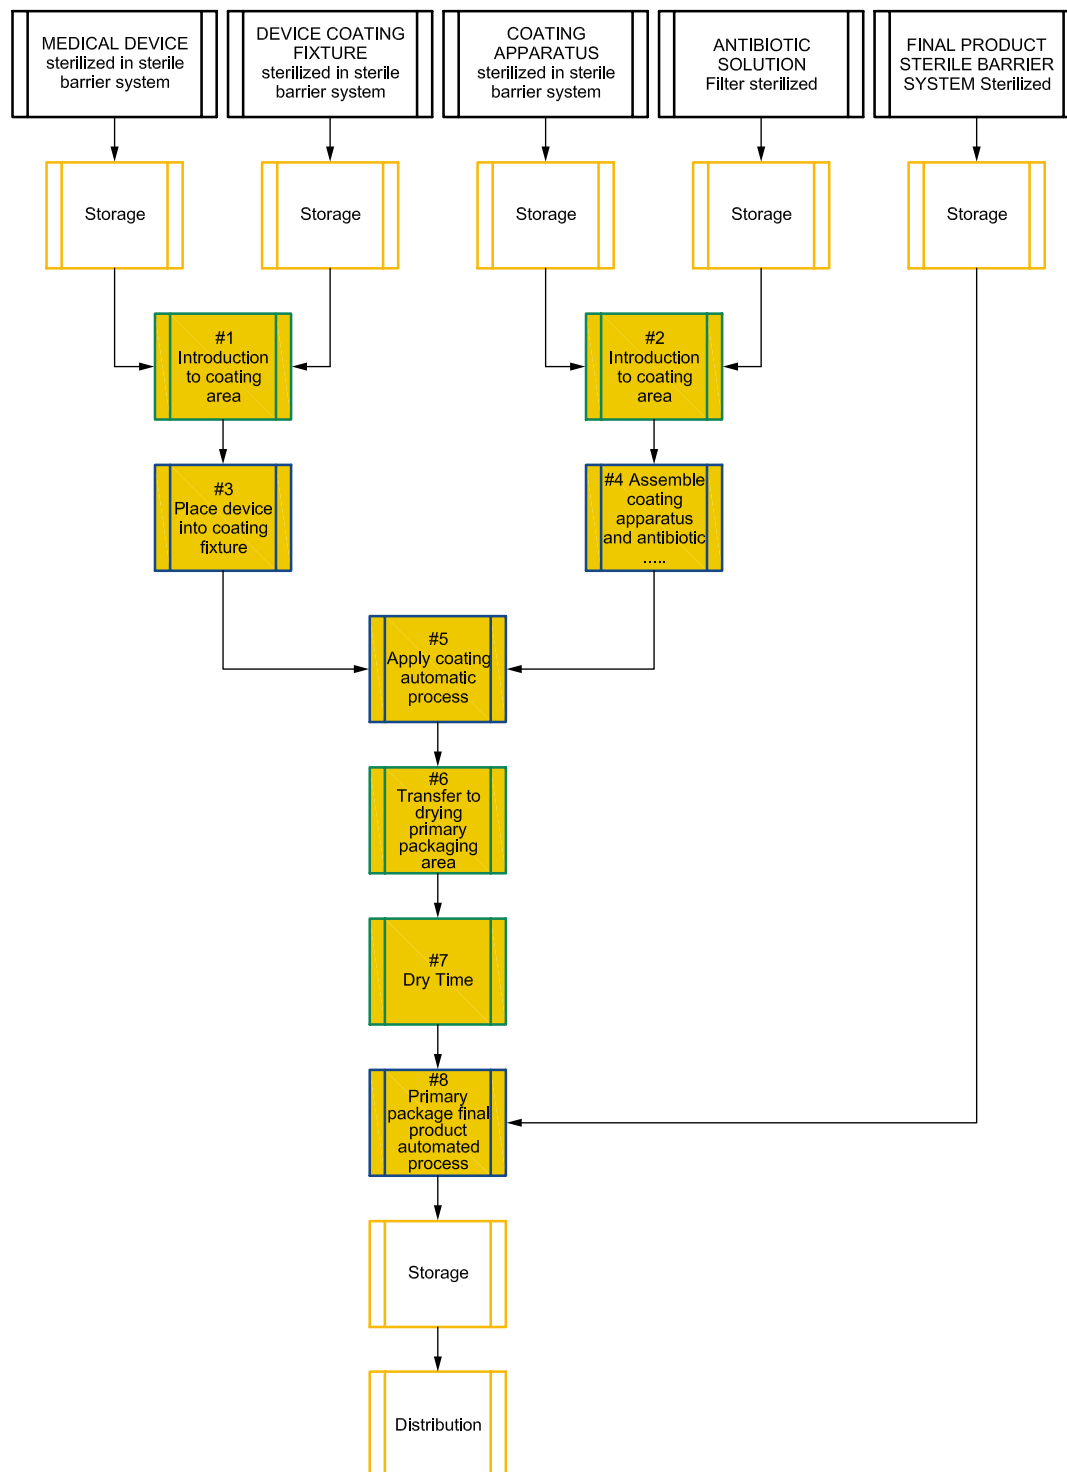 MEDICAL DEVICE
sterilized in sterile
barrier system
DEVICE COATING
FIXTURE
sterilized in sterile
barrier system
COATING
APPARATUS
sterilized in sterile
barrier system
ANTIBIOTIC
SOLUTION
Filter sterilized
FINAL PRODUCT
STERILE BARRIER
SYSTEM Sterilized
Storage
Storage
Storage
Storage
Storage
#1
Introduction
to coating
area
#2
Introduction
to coating
area
#3
Place device
into coating
fixture
#4 Assemble
coating
apparatus
and antibiotic
.....
#5
Apply coating
automatic
process
#6
Transfer to
drying
primary
packaging
area
#7
Dry Time
#8
Primary
package final
product
automated
process
Storage
Distribution